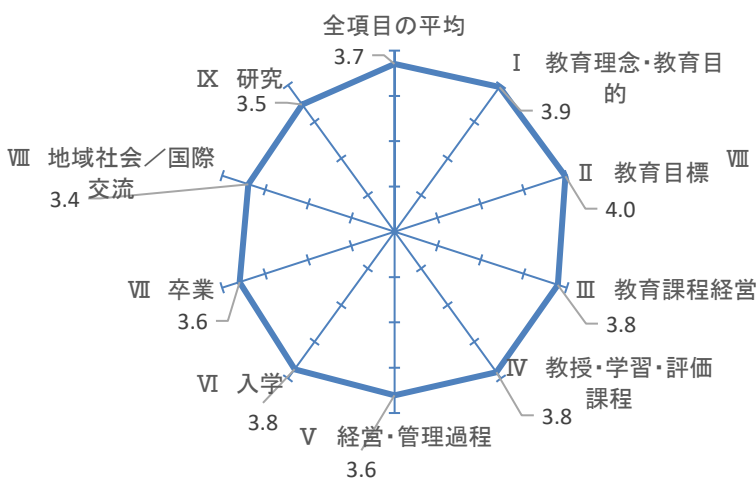 全項目の平均
3.7
Ⅰ 教育理念・教育目
的
3.9
Ⅱ 教育目標
4.0
Ⅷ
Ⅲ 教育課程経営
3.8
Ⅳ 教授・学習・評価
課程
3.8
Ⅴ 経営・管理過程
3.6
Ⅵ 入学
3.8
Ⅶ 卒業
3.6
Ⅷ 地域社会／国際
交流
3.4
Ⅸ 研究
3.5